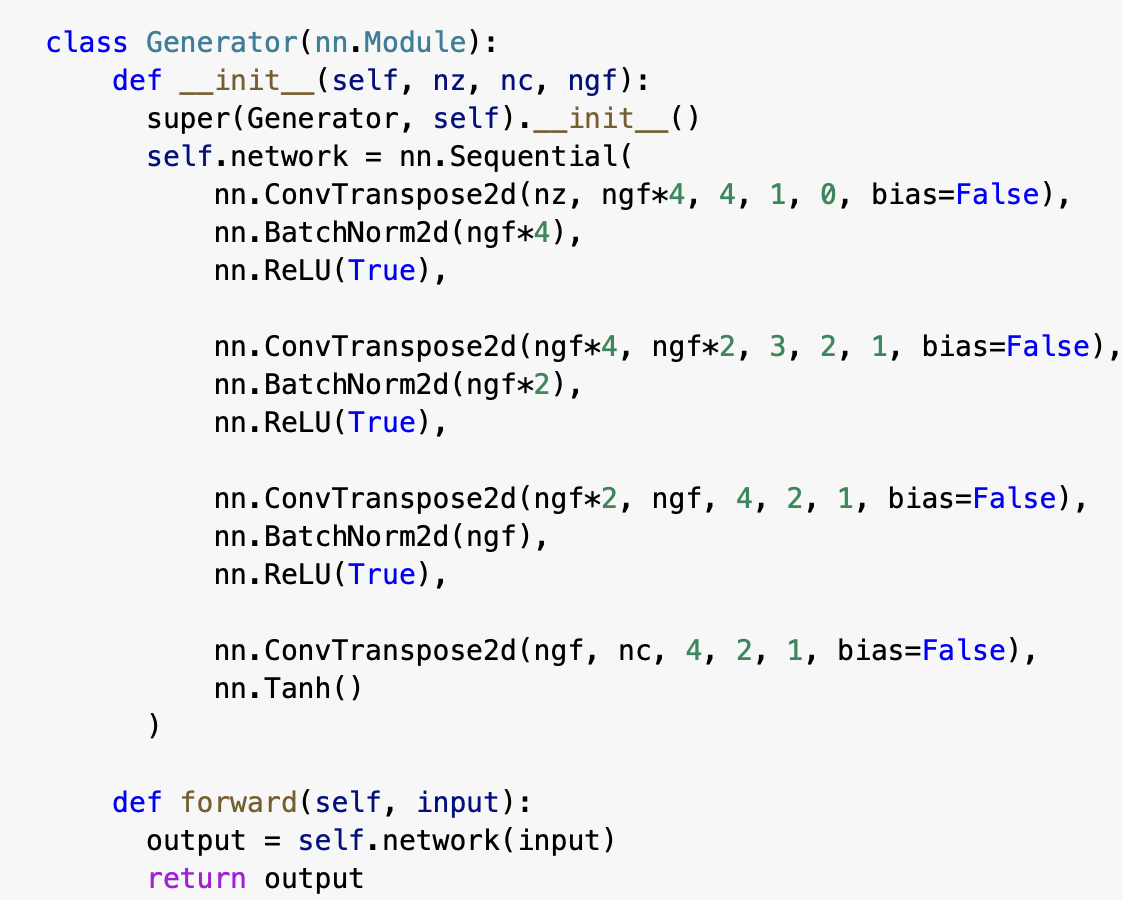 class Generator(nn.Module):
    def __init__(self, nz, nc, ngf):
      super(Generator, self).__init__()
      self.network = nn.Sequential(
          nn.ConvTranspose2d(nz, ngf*4, 4, 1, 0, bias=False),
          nn.BatchNorm2d(ngf*4),
          nn.ReLU(True),

          nn.ConvTranspose2d(ngf*4, ngf*2, 3, 2, 1, bias=False),
          nn.BatchNorm2d(ngf*2),
          nn.ReLU(True),

          nn.ConvTranspose2d(ngf*2, ngf, 4, 2, 1, bias=False),
          nn.BatchNorm2d(ngf),
          nn.ReLU(True),

          nn.ConvTranspose2d(ngf, nc, 4, 2, 1, bias=False),
          nn.Tanh()
      )

    def forward(self, input):
      output = self.network(input)
      return output